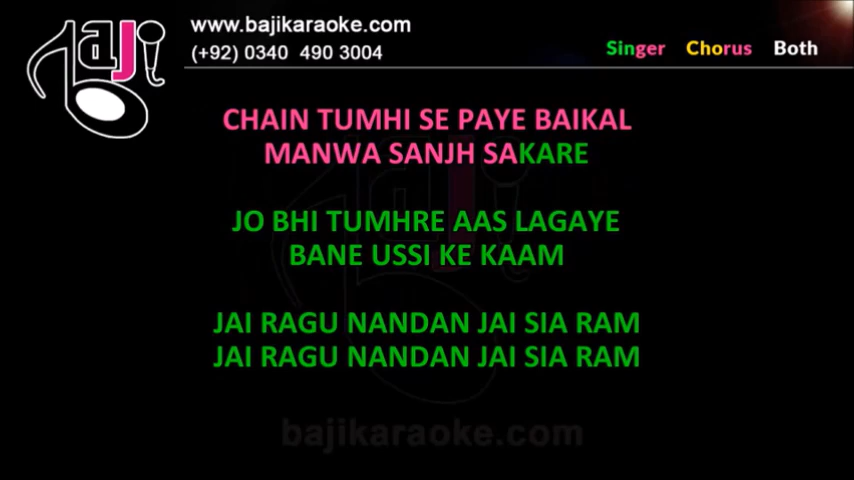 www.bajikaraoke.com
(+92) 0340 490 3004
Baji
Singer Chorus Both
CHAIN TUMHI SE PAYE BAIKAL
MANWA SANJH SAKARE
JO BHI TUMHRE AAS LAGAYE
BANE USSI KE KAAM
JAI RAGU NANDAN JAI SIA RAM
JAI RAGU NANDAN JAI SIA RAM
bajikaraoke.com